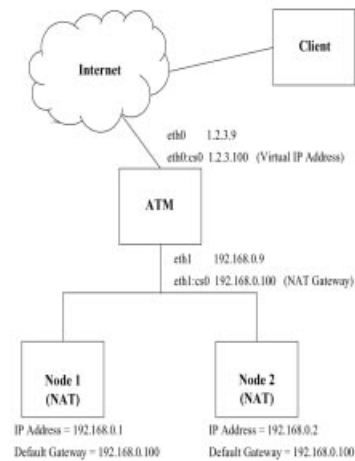 Client
Internet
eth0 1.2.3.9
eth0:cs0 1.2.3.100 (Virtual IP Address)
ATM
eth1 192.168.0.9
eth1:cs0 192.168.0.100 (NAT Gateway)
Node 1
(NAT)
Node 2
(NAT)
IP Address = 192.168.0.1
IP Address = 192.168.0.2
Default Gateway = 192.168.0.100
Default Gateway = 192.168.0.100